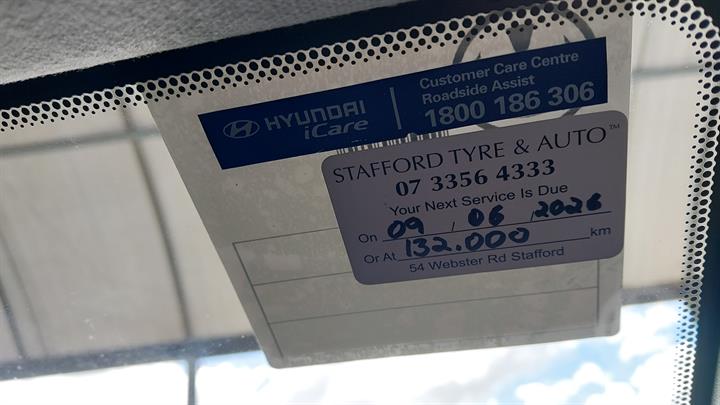 HYUNDAI
iCare
Customer Care Centre
Roadside Assist
1800 186 306
STAFFORD TYRE & AUTO™
07 3356 4333
Your Next Service Is Due
On 09 / 06 / 2026
Or At 132.000 km
54 Webster Rd Stafford